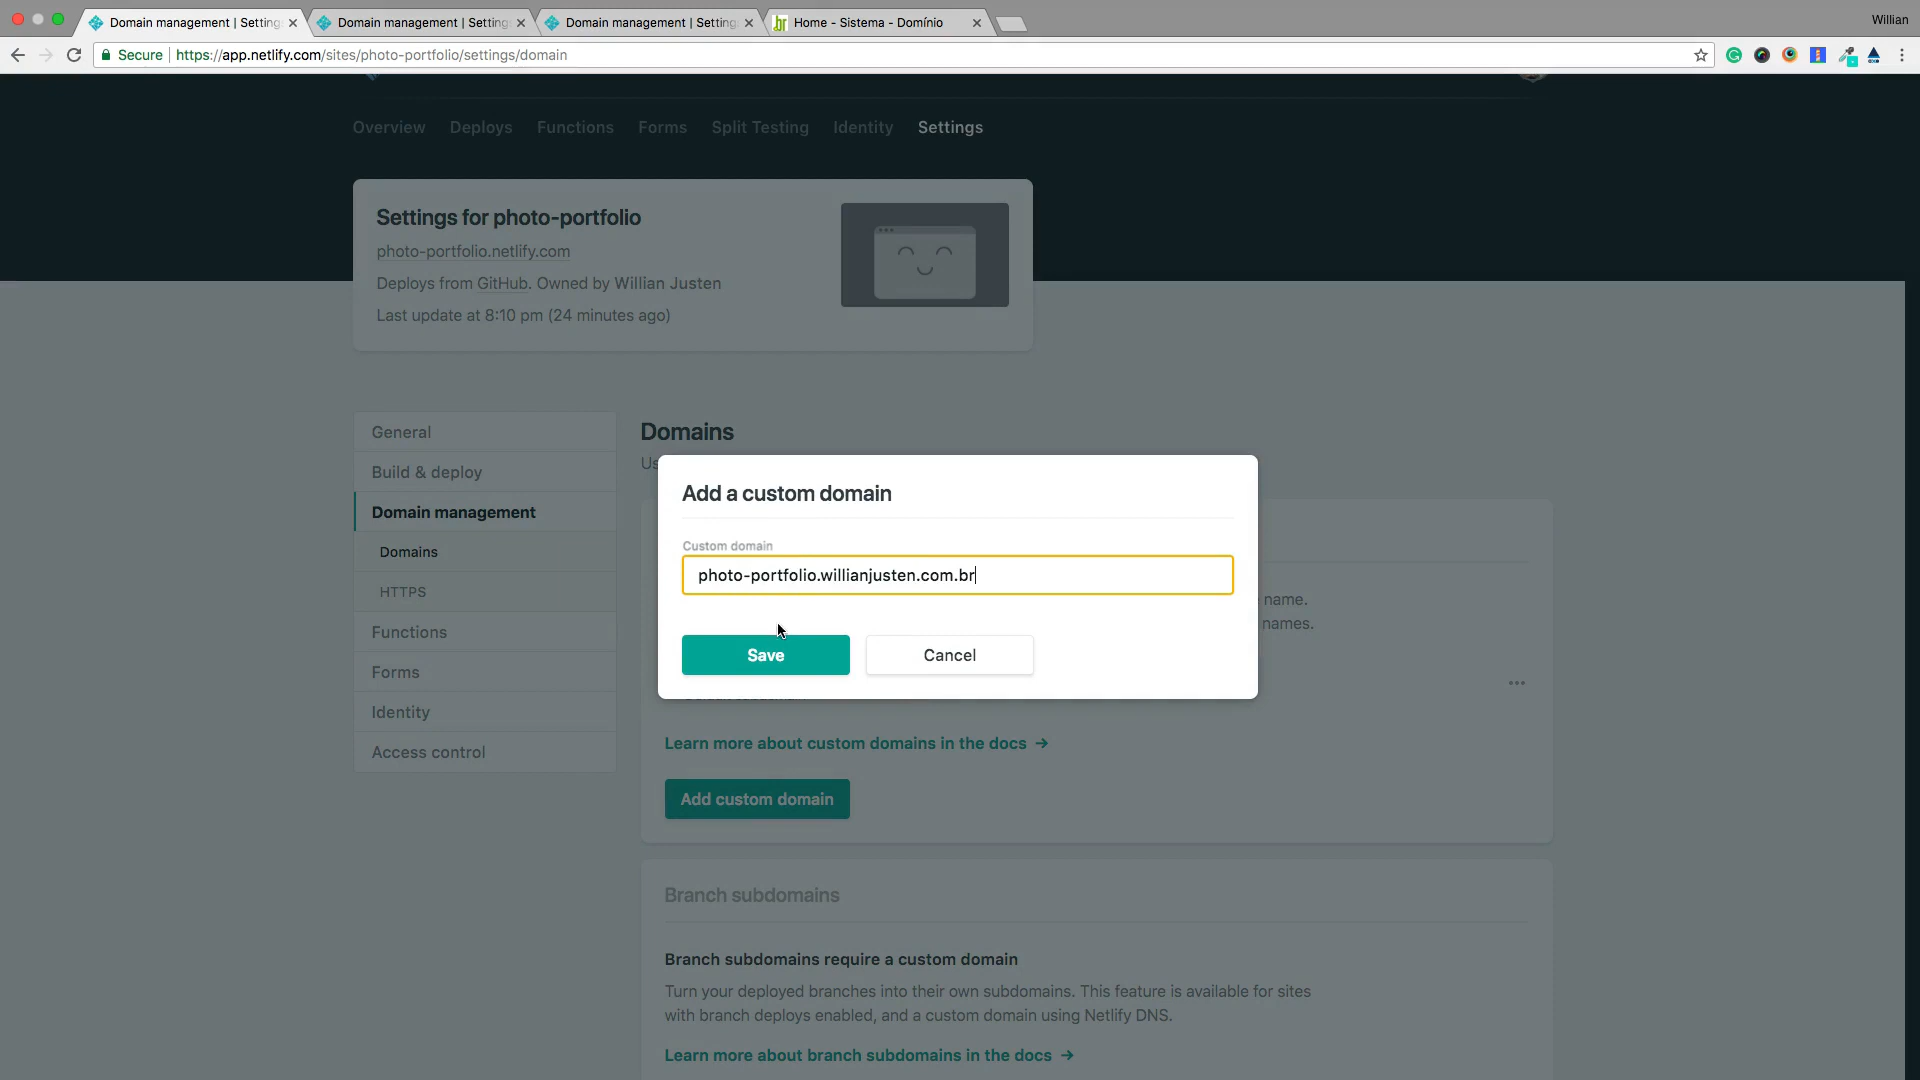 Domain management | Setting
Domain management | Setting
Domain management | Setting
Home - Sistema - Domínio
Willian
Secure
https://app.netlify.com/sites/photo-portfolio/settings/domain
Overview
Deploys
Functions
Forms
Split Testing
Identity
Settings
Settings for photo-portfolio
photo-portfolio.netlify.com
Deploys from GitHub. Owned by Willian Justen
Last update at 8:10 pm (24 minutes ago)
General
Build & deploy
Domain management
Domains
HTTPS
Functions
Forms
Identity
Access control
Domains
Add a custom domain
Custom domain
photo-portfolio.willianjusten.com.br
name.
names.
Save
Cancel
Learn more about custom domains in the docs →
Add custom domain
Branch subdomains
Branch subdomains require a custom domain
Turn your deployed branches into their own subdomains. This feature is available for sites
with branch deploys enabled, and a custom domain using Netlify DNS.
Learn more about branch subdomains in the docs →